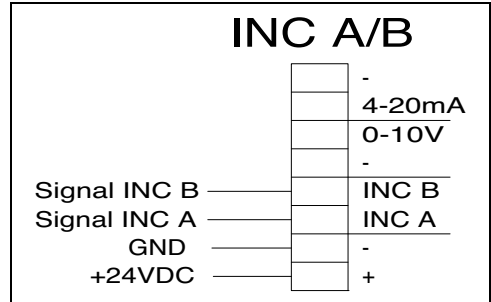 INC A/B
-
4-20mA
0-10V
-
Signal INC B INC B
Signal INC A INC A
GND -
+24VDC +